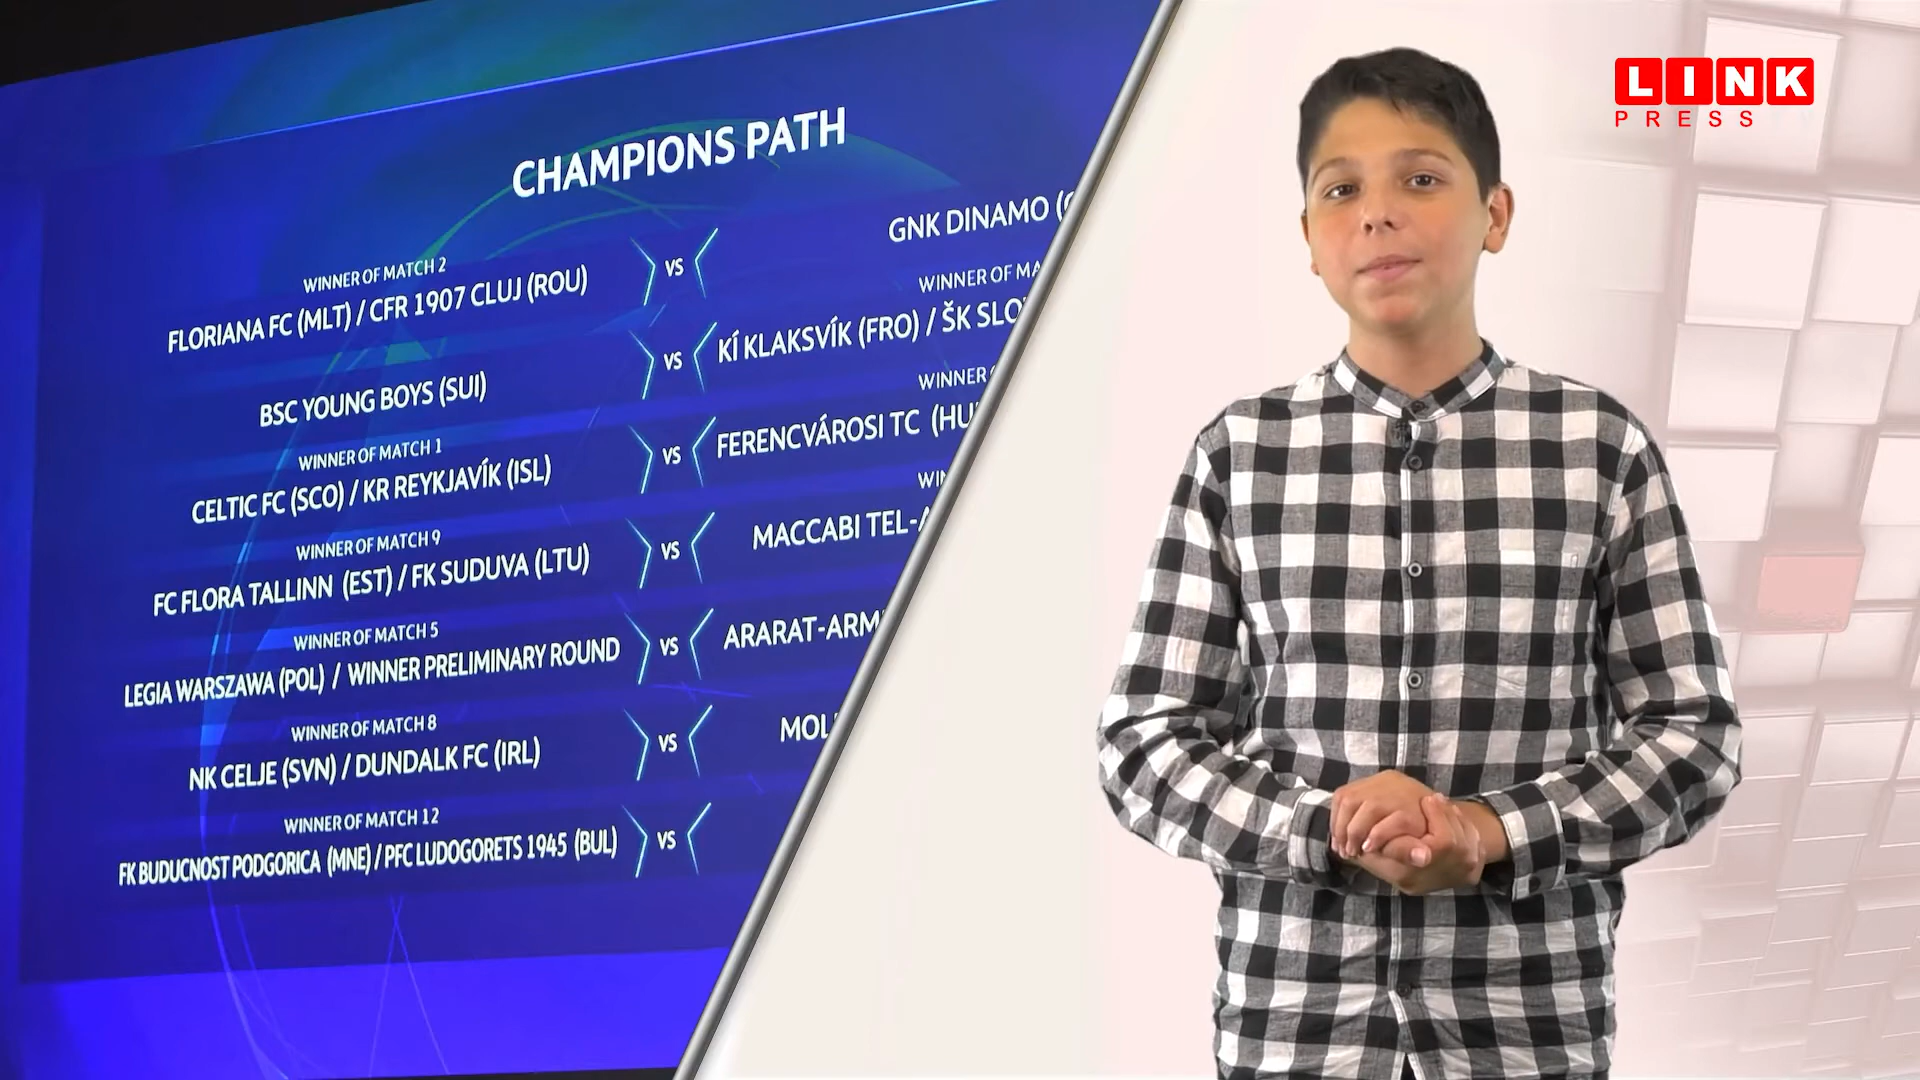 CHAMPIONS PATH
WINNER OF MATCH 2
FLORIANA FC (MLT) / CFR 1907 CLUJ (ROU)
VS
GNK DINAMO
BSC YOUNG BOYS (SUI)
VS
WINNER OF
KÍ KLAKSVÍK (FRO) / ŠK
WINNER OF MATCH 1
CELTIC FC (SCO) / KR REYKJAVÍK (ISL)
VS
WINNER
FERENCVÁROSI TC
WINNER OF MATCH 9
FC FLORA TALLINN (EST) / FK SUDUVA (LTU)
VS
MACCABI
WINNER OF MATCH 5
LEGIA WARSZAWA (POL) / WINNER PRELIMINARY ROUND
VS
WINNER OF MATCH 8
NK CELJE (SVN) / DUNDALK FC (IRL)
VS
WINNER OF MATCH 12
FK BUDUCNOST PODGORICA (MNE) / PFC LUDOGORETS 1945 (BUL)
VS
LINK
PRESS